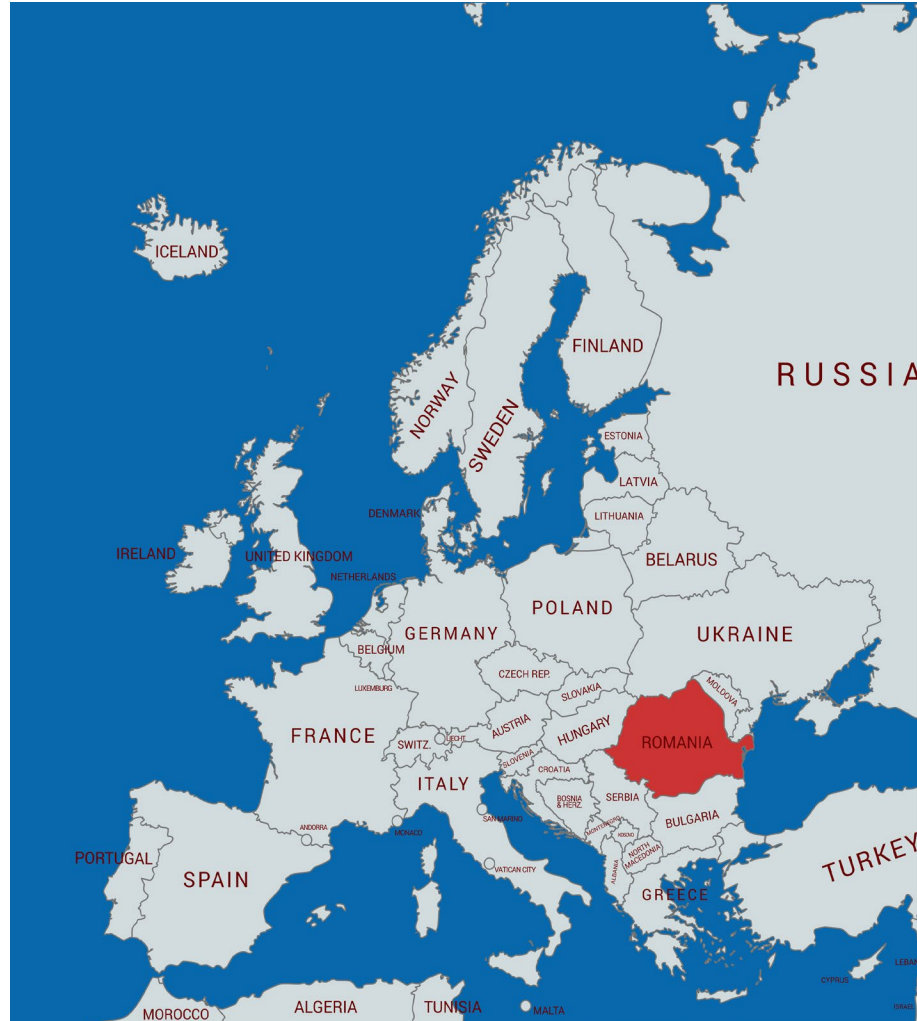 ICELAND
FINLAND
RUSSIA
NORWAY
SWEDEN
ESTONIA
LATVIA
DENMARK
LITHUANIA
IRELAND
UNITED KINGDOM
BELARUS
NETHERLANDS
POLAND
GERMANY
UKRAINE
BELGIUM
CZECH REP.
LUXEMBURG
SLOVAKIA
MOLDOVA
AUSTRIA
HUNGARY
FRANCE
SWITZ.
LIECHT.
ROMANIA
SLOVENIA
CROATIA
ITALY
BOSNIA
& HERZ.
SERBIA
SAN MARINO
BULGARIA
ANDORRA
MONACO
MONTENEGRO
KOSOVO
NORTH
MACEDONIA
PORTUGAL
SPAIN
VATICAN CITY
ALBANIA
TURKEY
GREECE
LEBAN
CYPRUS
MOROCCO
ALGERIA
TUNISIA
MALTA
ISRAEL